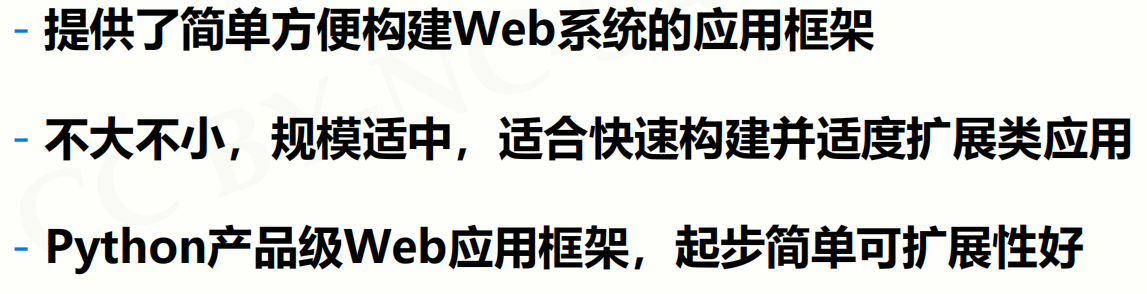 - 提供了简单方便构建Web系统的应用框架
- 不大不小，规模适中，适合快速构建并适度扩展类应用
- Python产品级Web应用框架，起步简单可扩展性好
CC BY-NC-